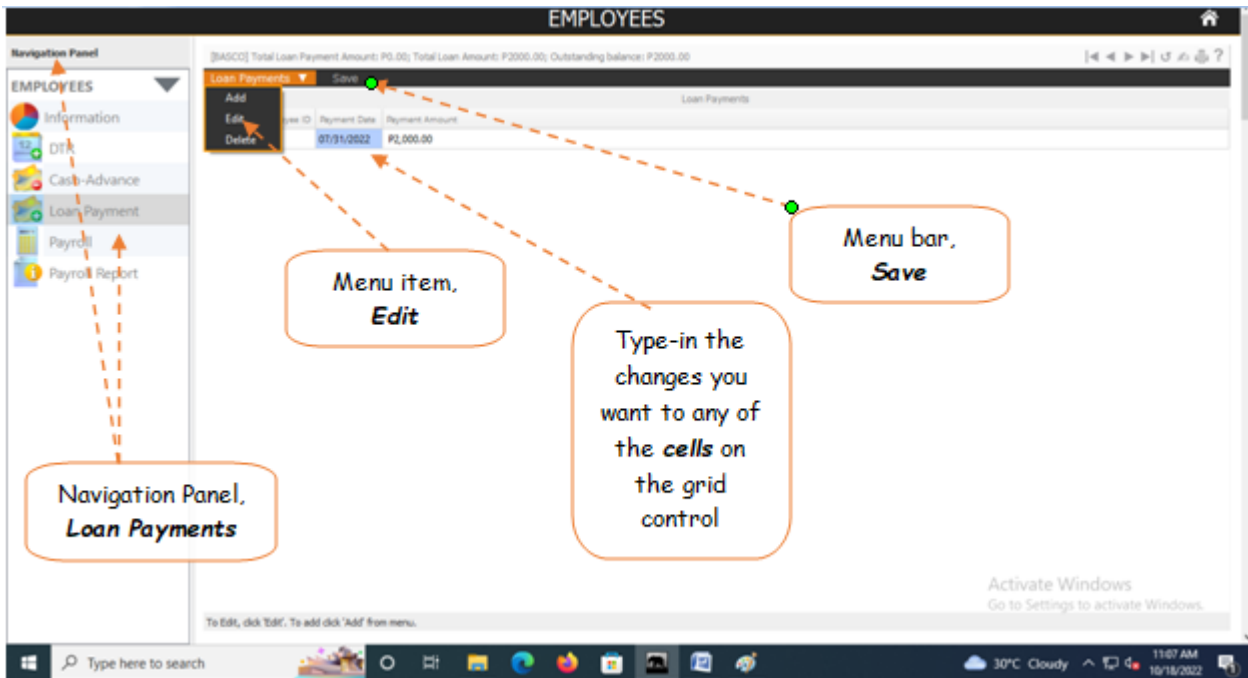 EMPLOYEES
Navigation Panel
[BASCO] Total Loan Payment Amount: P0.00; Total Loan Amount: P2000.00; Outstanding balance: P2000.00
?
EMPLOYEES
Loan Payments ▼ Save
Add
Edit
Delete
Loan Payments
yee ID Payment Date Payment Amount
07/31/2022 ₱2,000.00
Information
DTR
Cash-Advance
Loan Payment
Payroll
Payroll Report
Menu bar,
Save
Menu item,
Edit
Type-in the
changes you
want to any of
the cells on
the grid
control
Navigation Panel,
Loan Payments
Activate Windows
Go to Settings to activate Windows.
To Edit, click 'Edit'. To add click 'Add' from menu.
Type here to search
30°C Cloudy
11:07 AM
10/18/2022